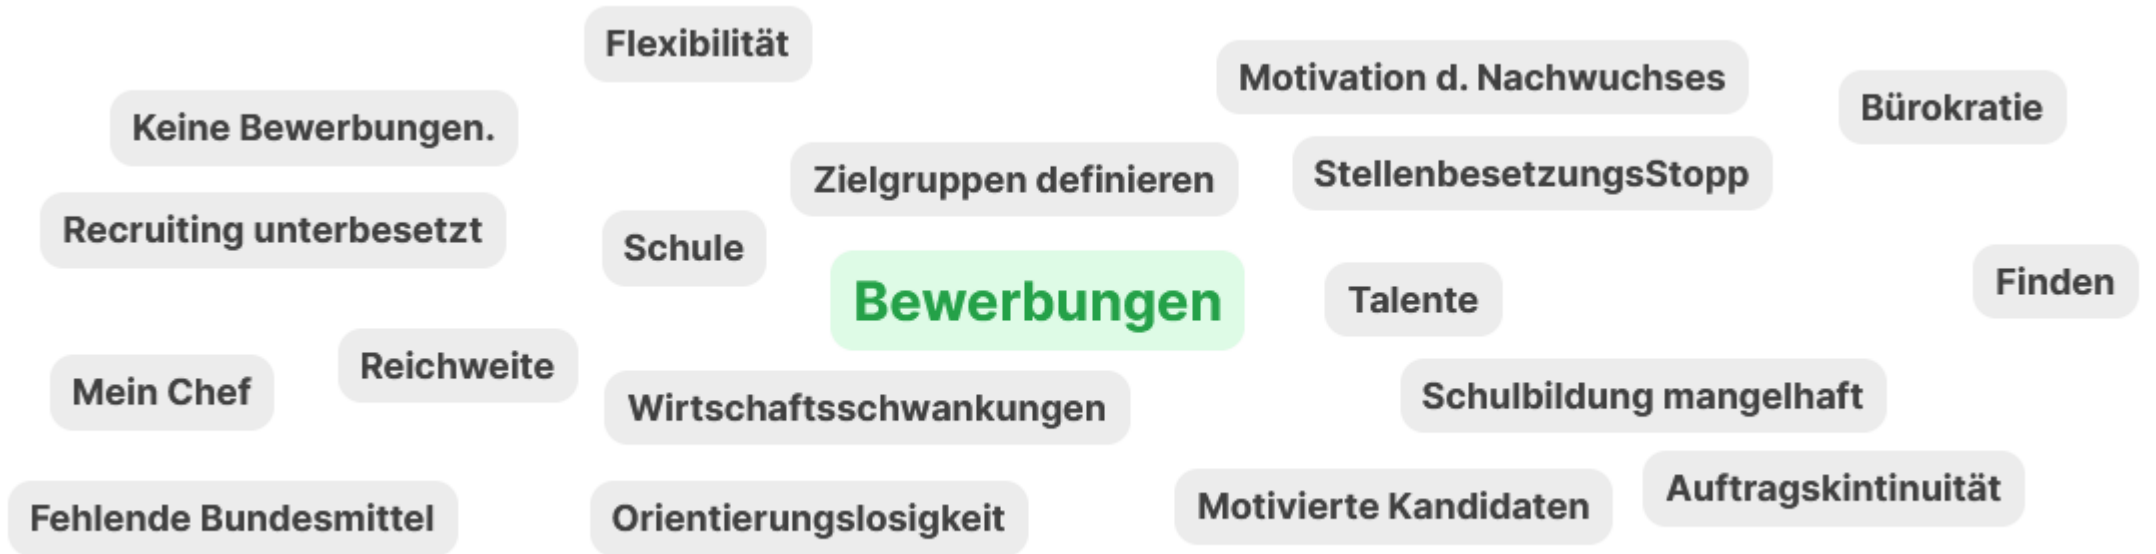 Flexibilität
Motivation d. Nachwuchses
Bürokratie
Keine Bewerbungen.
Zielgruppen definieren
StellenbesetzungsStopp
Recruiting unterbesetzt
Schule
Bewerbungen
Talente
Finden
Mein Chef
Reichweite
Wirtschaftsschwankungen
Schulbildung mangelhaft
Fehlende Bundesmittel
Orientierungslosigkeit
Motivierte Kandidaten
Auftragskintinuität